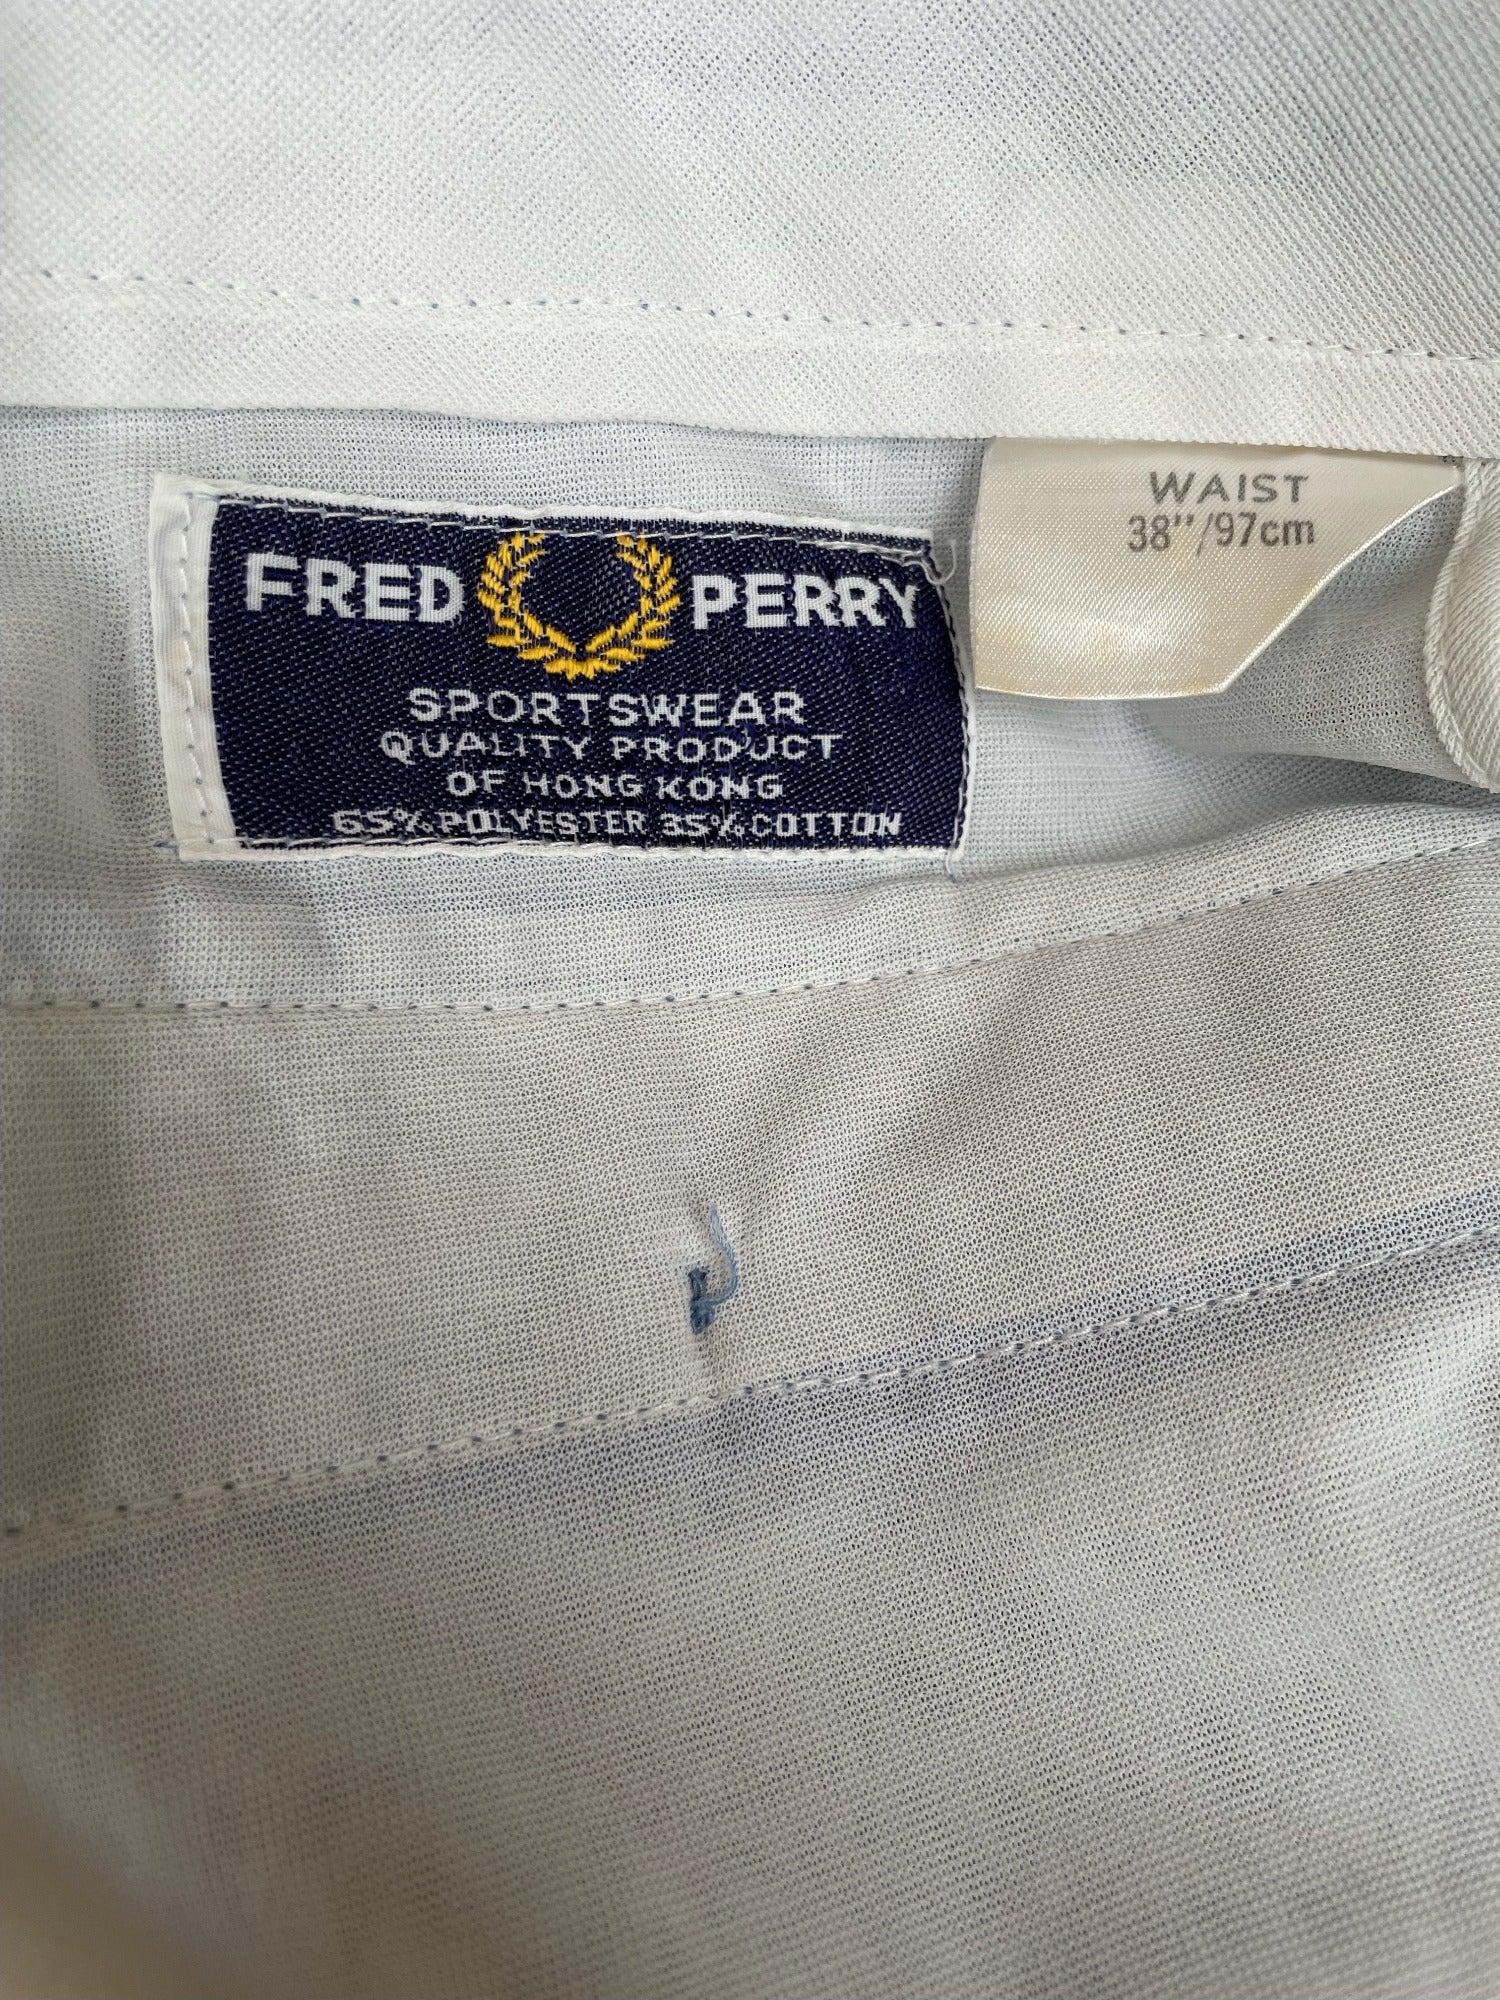 FRED PERRY
SPORTSWEAR
QUALITY PRODUCT
OF HONG KONG
65% POLYESTER 35% COTTON
WAIST
38"/97cm